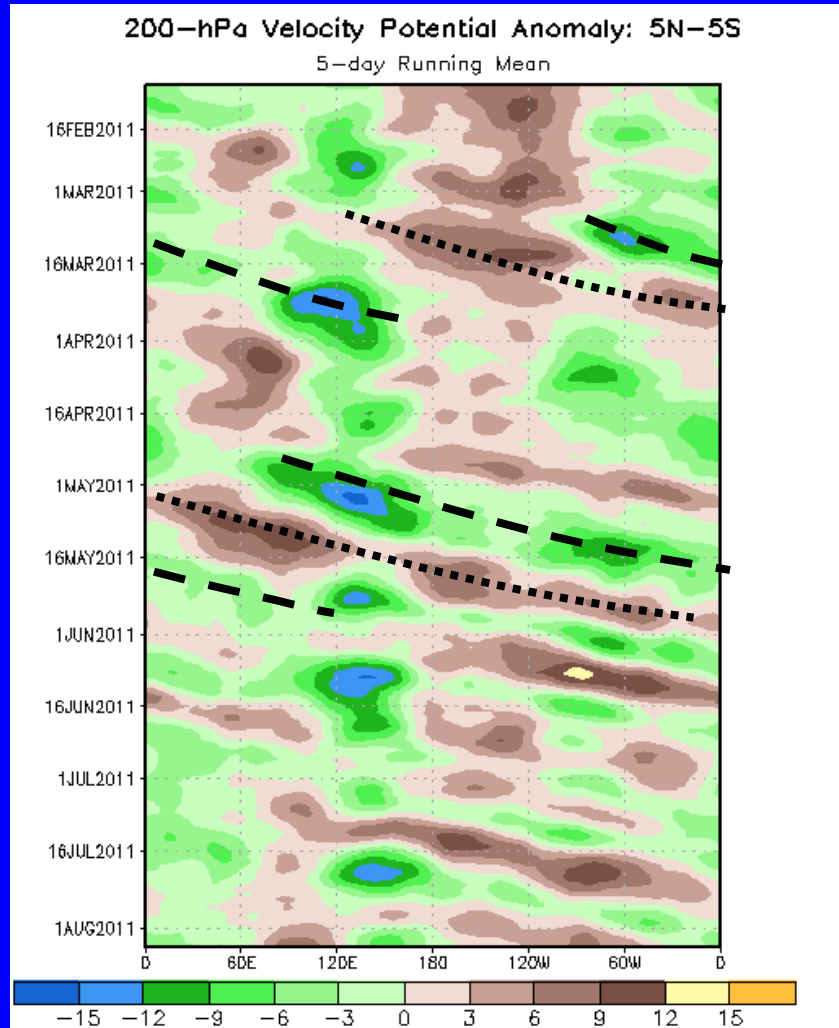 200-hPa Velocity Potential Anomaly: 5N-5S
5-day Running Mean
16FEB2011
1MAR2011
16MAR2011
1APR2011
16APR2011
1MAY2011
16MAY2011
1JUN2011
16JUN2011
1JUL2011
16JUL2011
1AUG2011
0 60E 120E 180 120W 60W 0
-15 -12 -9 -6 -3 0 3 6 9 12 15